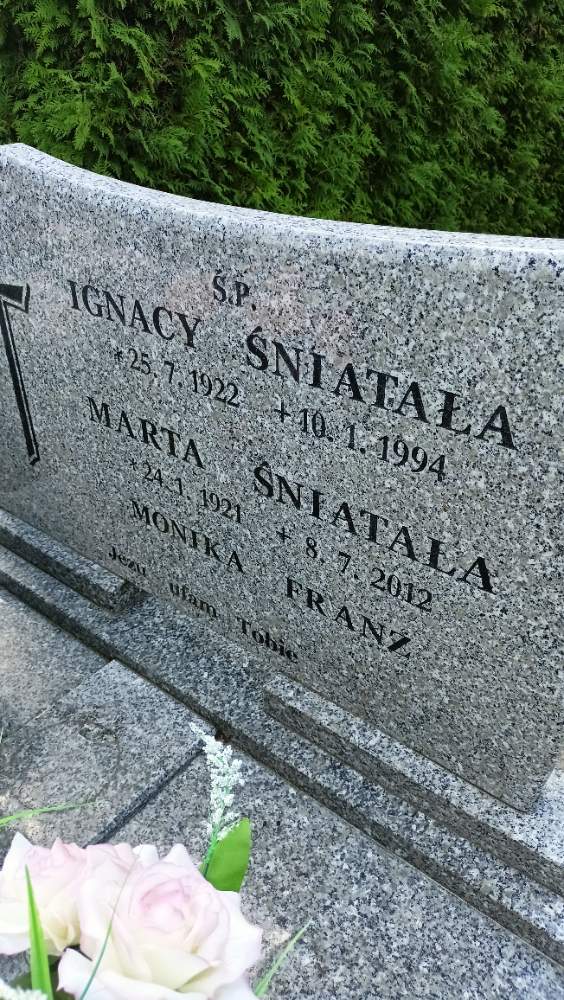 Ś.P.
IGNACY ŚNIATAŁA
*25.7.1922 +10.1.1994
MARTA ŚNIATAŁA
*24.1.1921 + 8.7.2012
MONIKA FRANZ
Jezu ufam Tobie